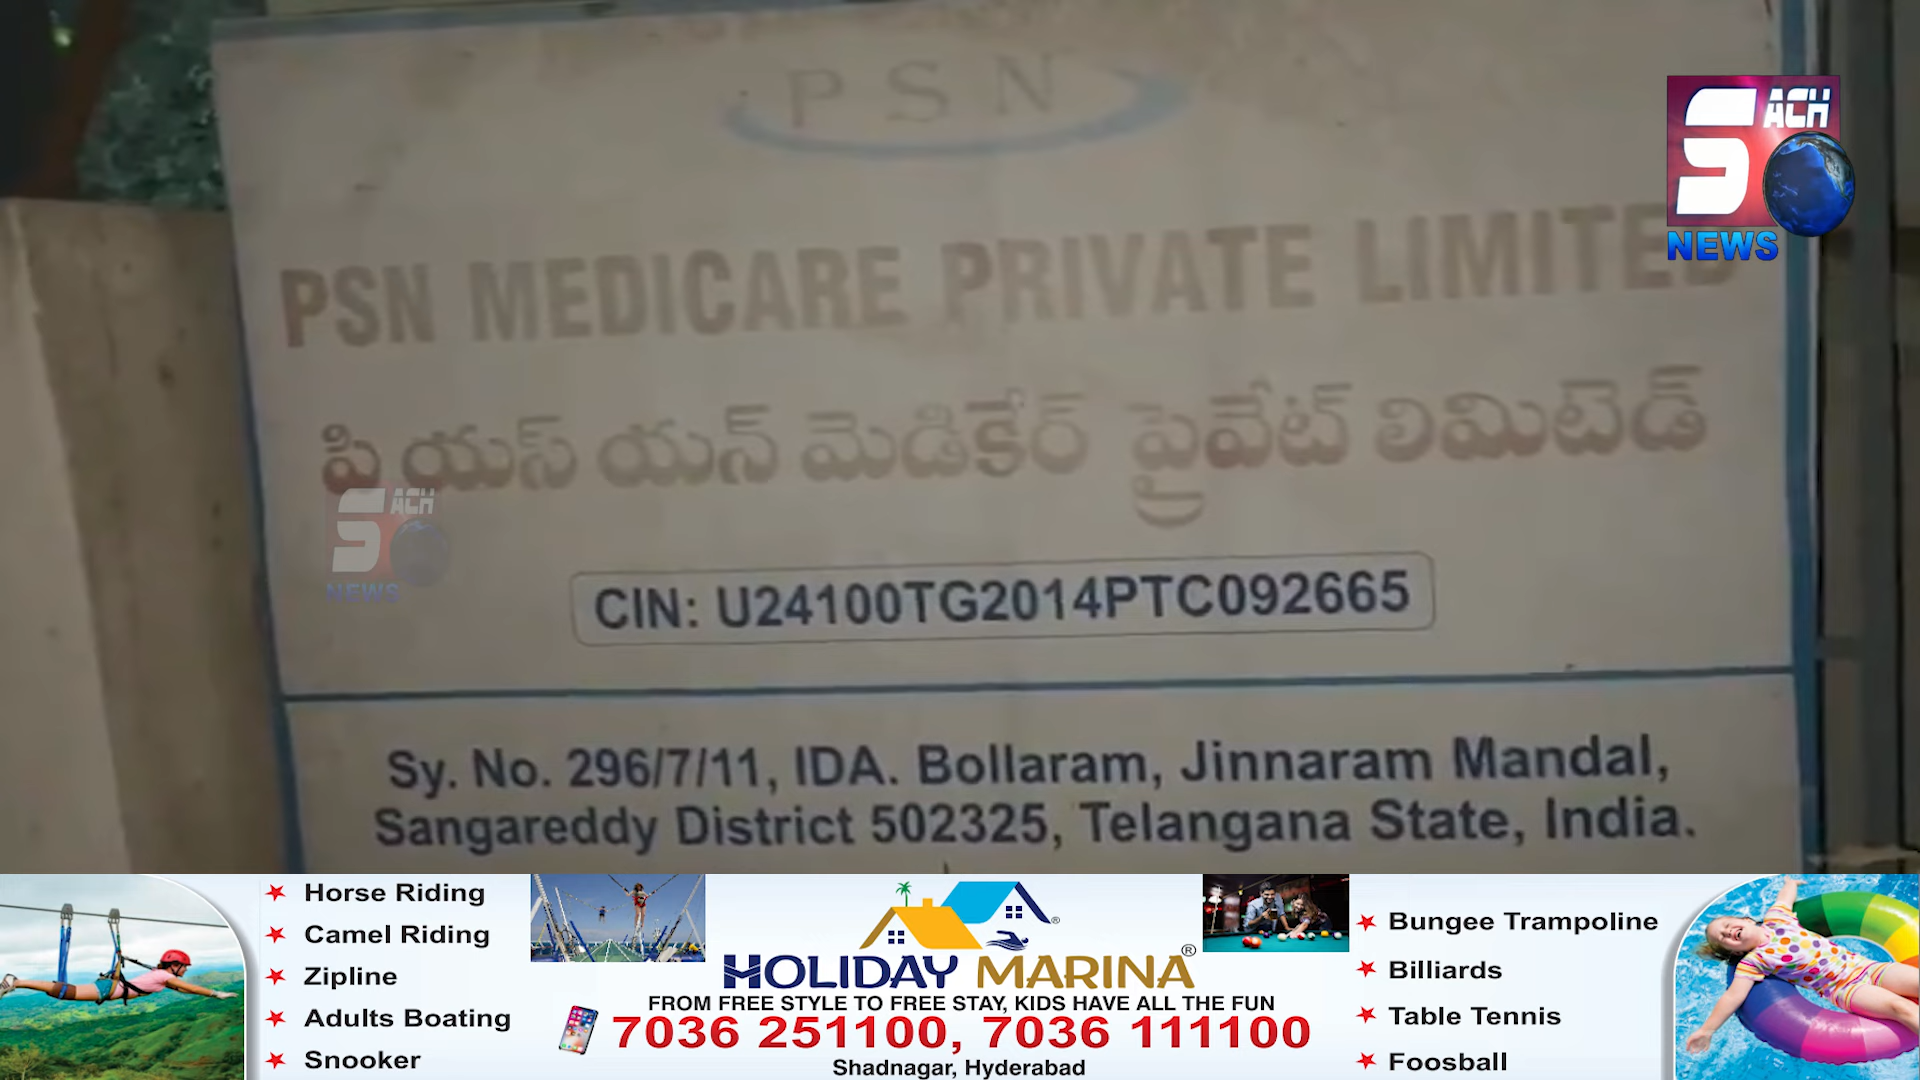 P S N
PSN MEDICARE PRIVATE LIMITED
పి యస్ యన్ మెడికేర్ ప్రైవేట్ లిమిటెడ్
CIN: U24100TG2014PTC092665
Sy. No. 296/7/11, IDA. Bollaram, Jinnaram Mandal,
Sangareddy District 502325, Telangana State, India.
SACH
NEWS
SACH
NEWS
Horse Riding
Camel Riding
Zipline
Adults Boating
Snooker
HOLIDAY MARINA®
FROM FREE STYLE TO FREE STAY, KIDS HAVE ALL THE FUN
7036 251100, 7036 111100
Shadnagar, Hyderabad
Bungee Trampoline
Billiards
Table Tennis
Foosball